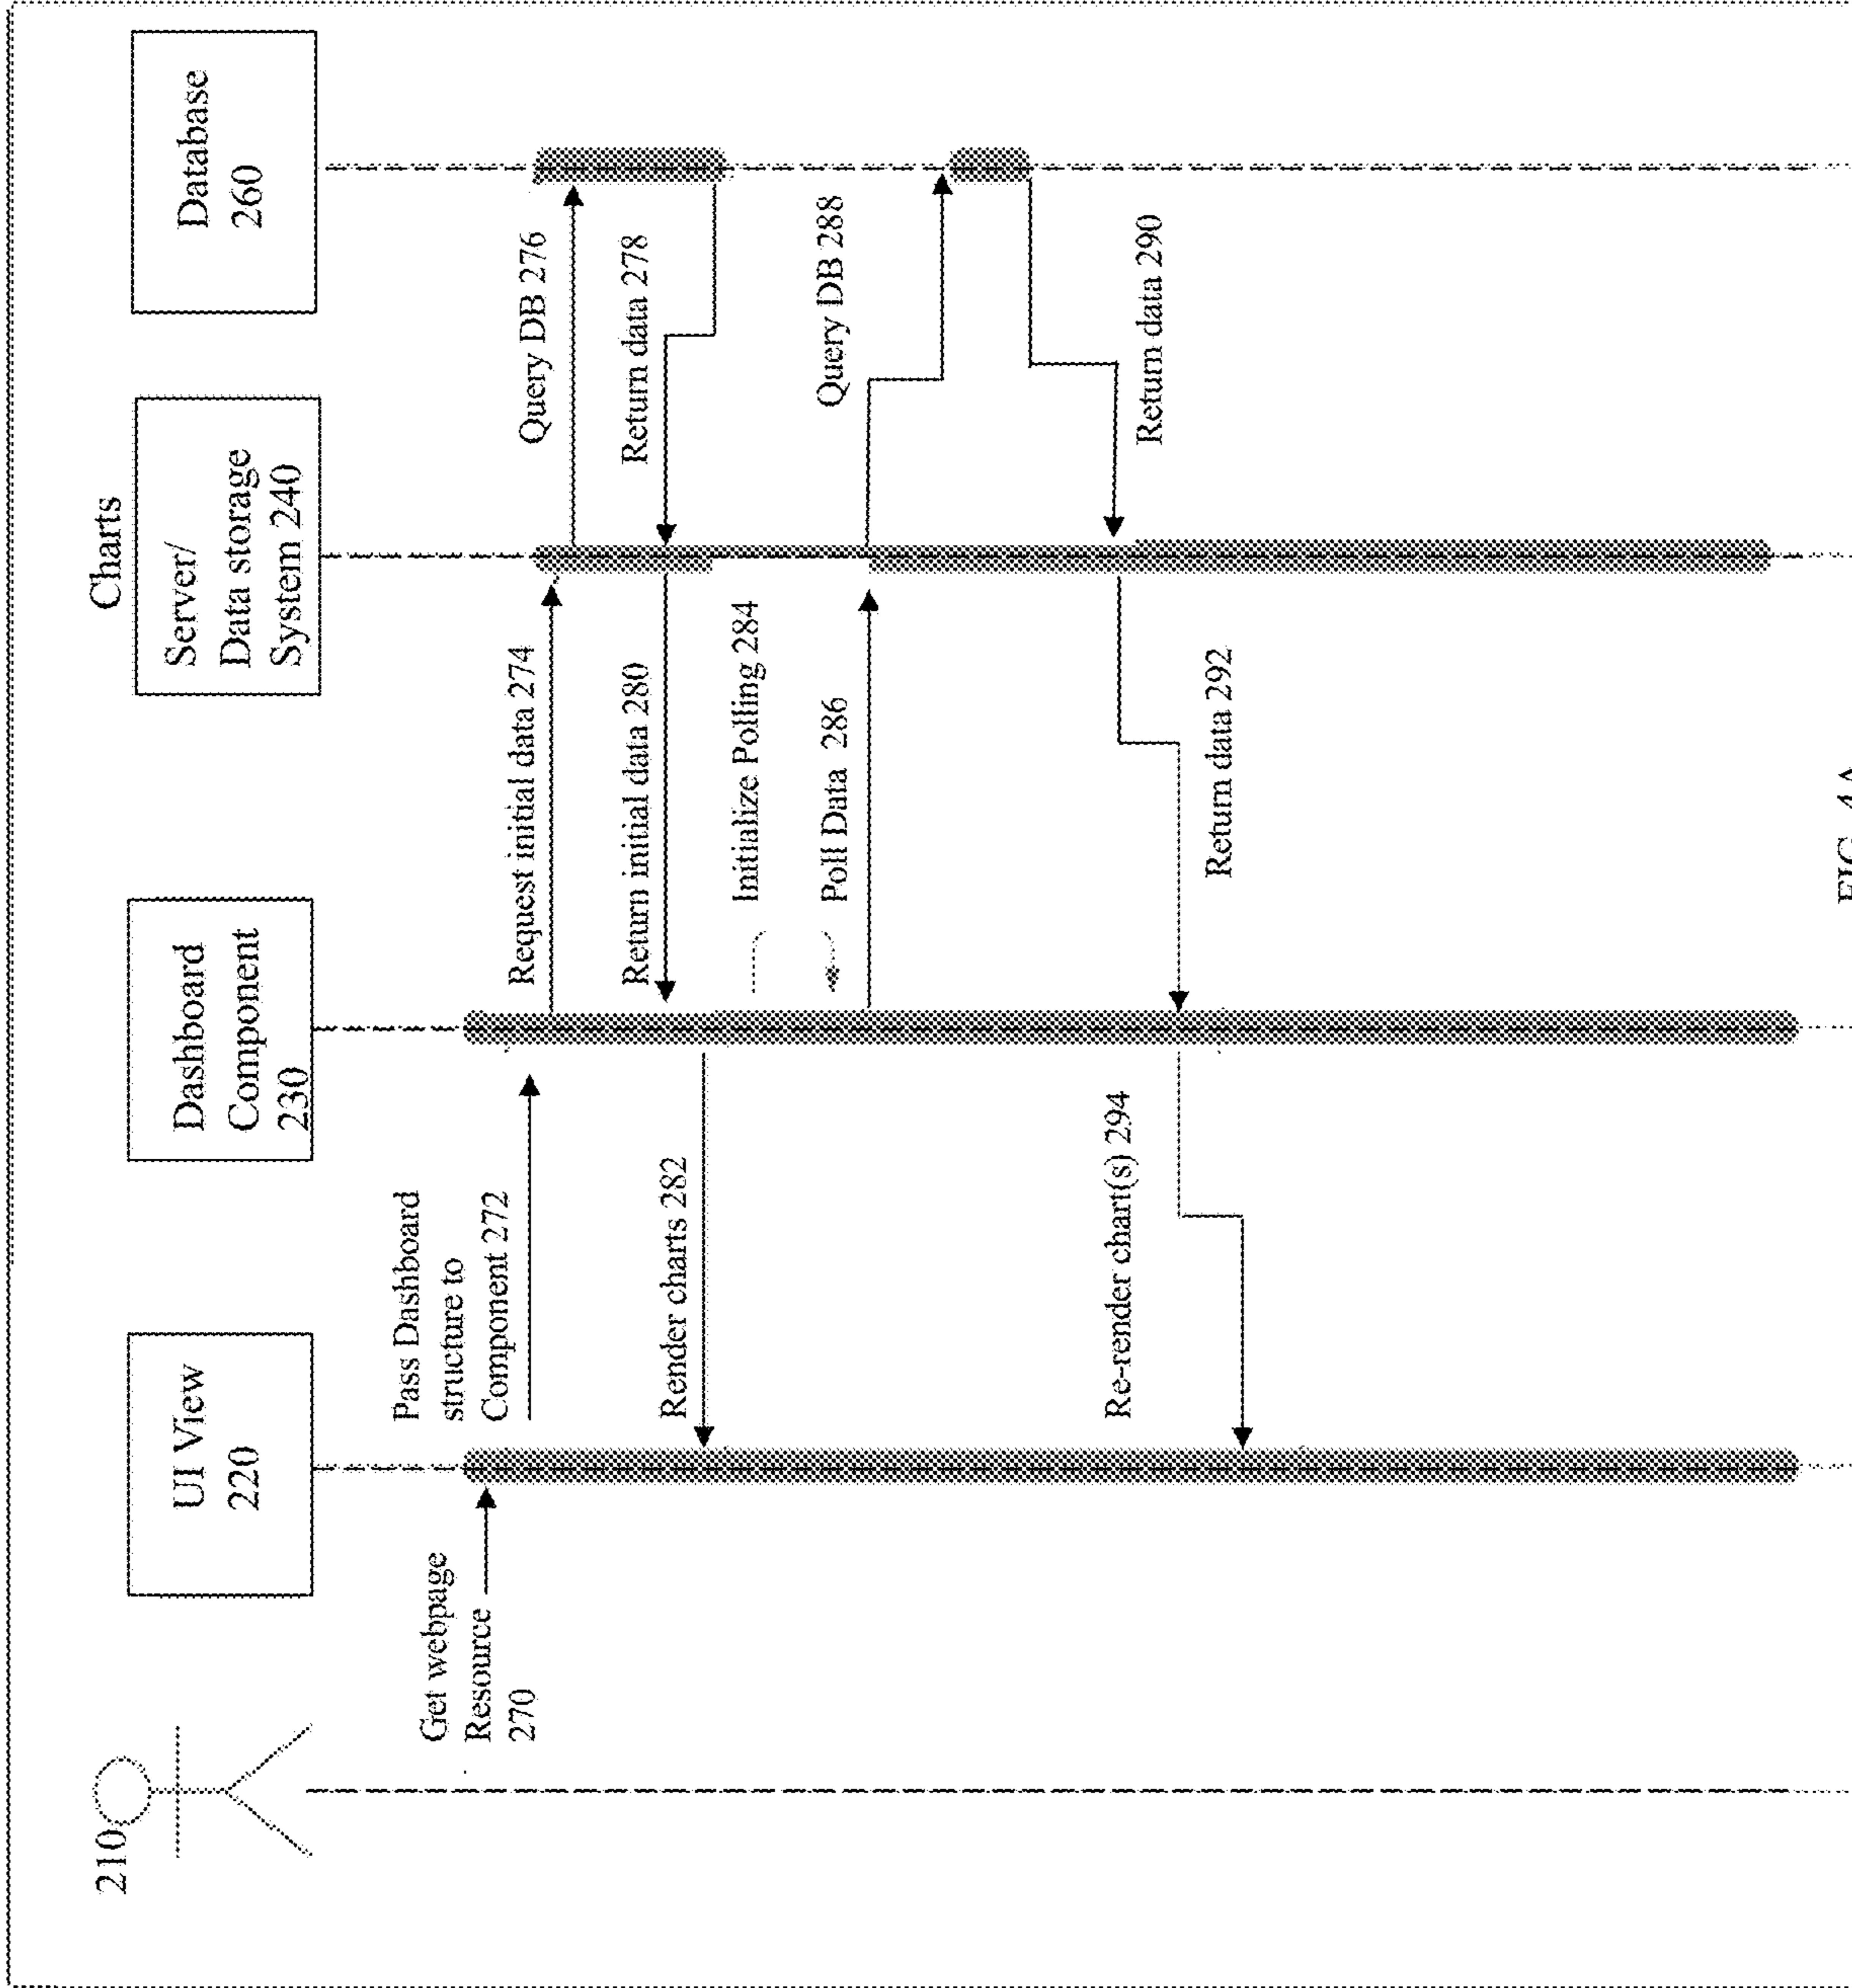 Charts
210
UI View
220
Dashboard
Component
230
Server/
Data storage
System 240
Database
260
Get webpage
Resource
270
Pass Dashboard
structure to
Component 272
Request initial data 274
Query DB 276
Return data 278
Return initial data 280
Render charts 282
Initialize Polling 284
Poll Data 286
Query DB 288
Return data 290
Return data 292
Re-render chart(s) 294